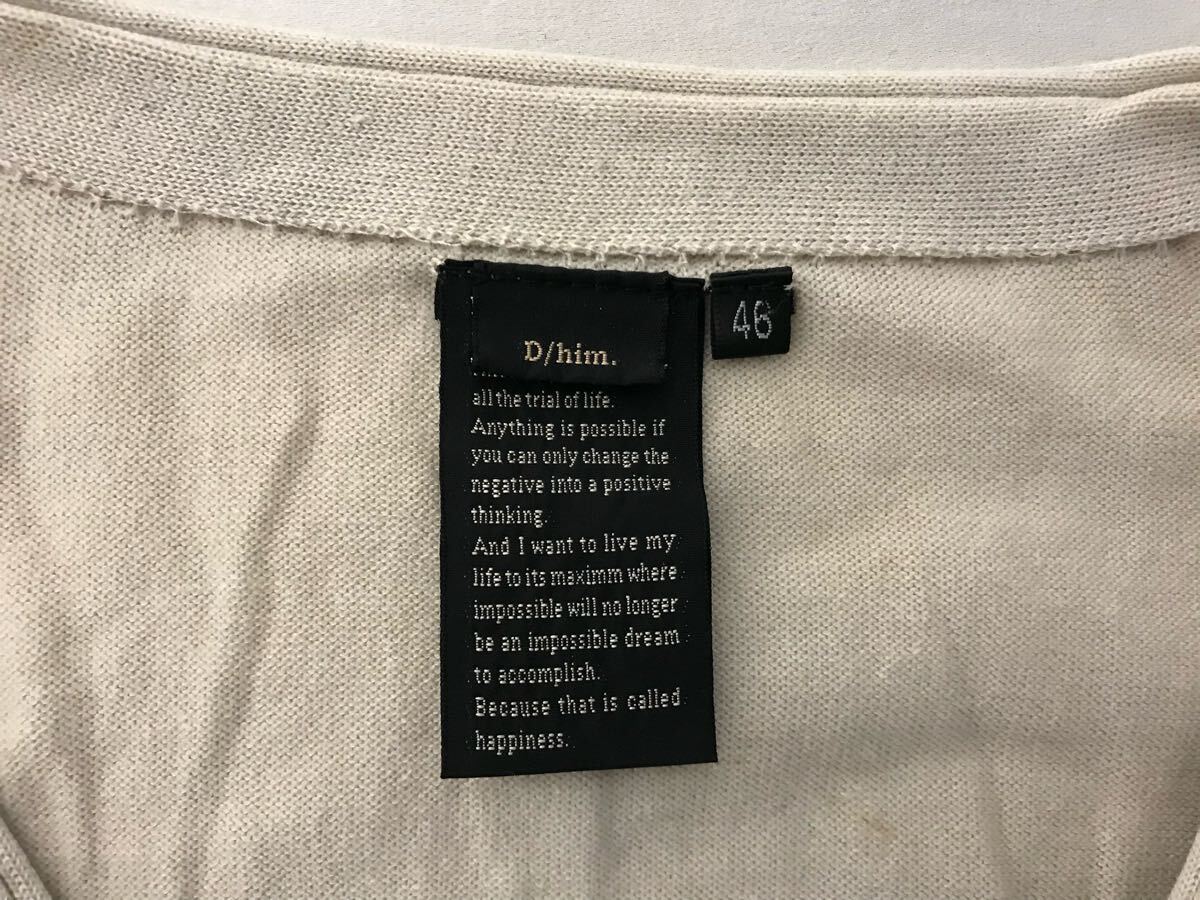 D/him.
46
all the trial of life.
Anything is possible if
you can only change the
negative into a positive
thinking.
And I want to live my
life to its maximm where
impossible will no longer
be an impossible dream
to accomplish.
Because that is called
happiness.